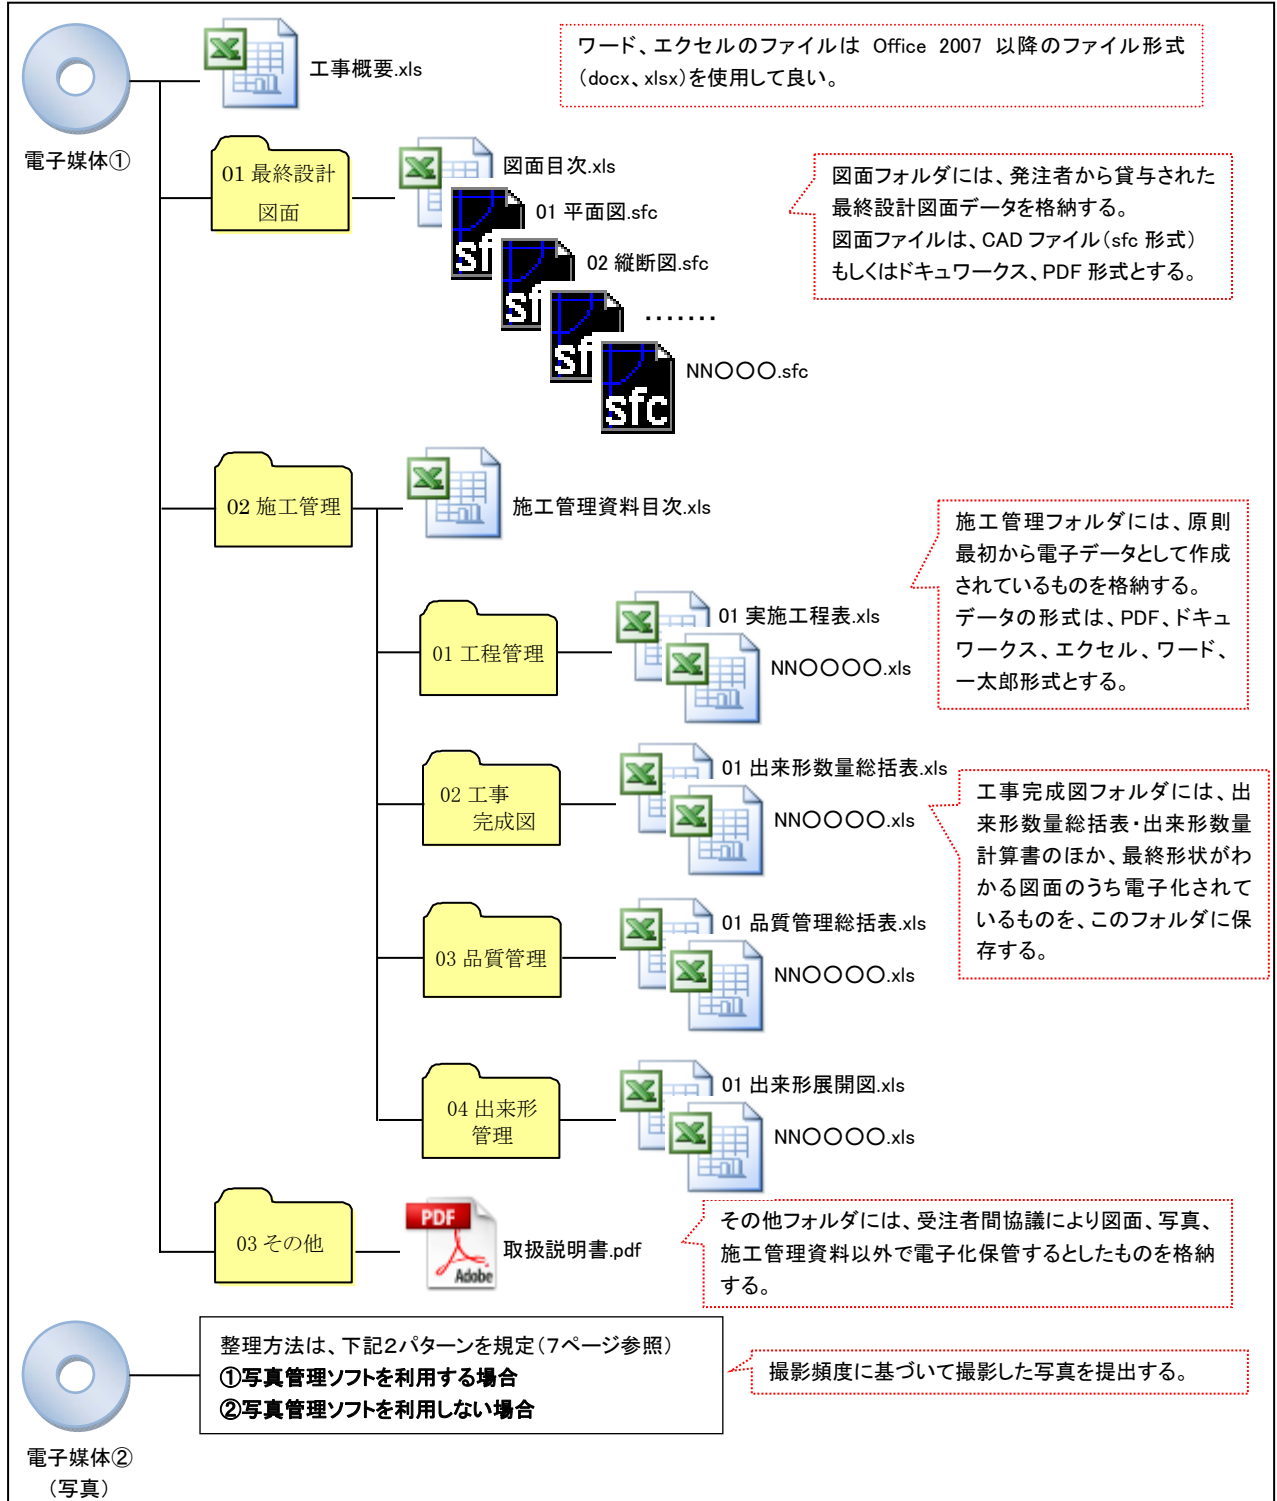 工事概要.xls
ワード、エクセルのファイルは Office 2007 以降のファイル形式
（docx、xlsx）を使用して良い。
電子媒体①
01 最終設計
図面
図面目次.xls
01 平面図.sfc
02 縦断図.sfc
・・・・・・・
NN〇〇〇.sfc
sf
sf
sf
sfc
図面フォルダには、発注者から貸与された
最終設計図面データを格納する。
図面ファイルは、CAD ファイル（sfc 形式）
もしくはドキュワークス、PDF 形式とする。
02 施工管理
施工管理資料目次.xls
施工管理フォルダには、原則
最初から電子データとして作成
されているものを格納する。
データの形式は、PDF、ドキュ
ワークス、エクセル、ワード、
一太郎形式とする。
01 工程管理
01 実施工程表.xls
NN〇〇〇〇.xls
02 工事
完成図
01 出来形数量総括表.xls
NN〇〇〇〇.xls
工事完成図フォルダには、出
来形数量総括表・出来形数量
計算書のほか、最終形状がわ
かる図面のうち電子化されて
いるものを、このフォルダに保
存する。
03 品質管理
01 品質管理総括表.xls
NN〇〇〇〇.xls
04 出来形
管理
01 出来形展開図.xls
NN〇〇〇〇.xls
03 その他
PDF
Adobe
取扱説明書.pdf
その他フォルダには、受注者間協議により図面、写真、
施工管理資料以外で電子化保管するとしたものを格納
する。
整理方法は、下記２パターンを規定（７ページ参照）
①写真管理ソフトを利用する場合
②写真管理ソフトを利用しない場合
撮影頻度に基づいて撮影した写真を提出する。
電子媒体②
（写真）